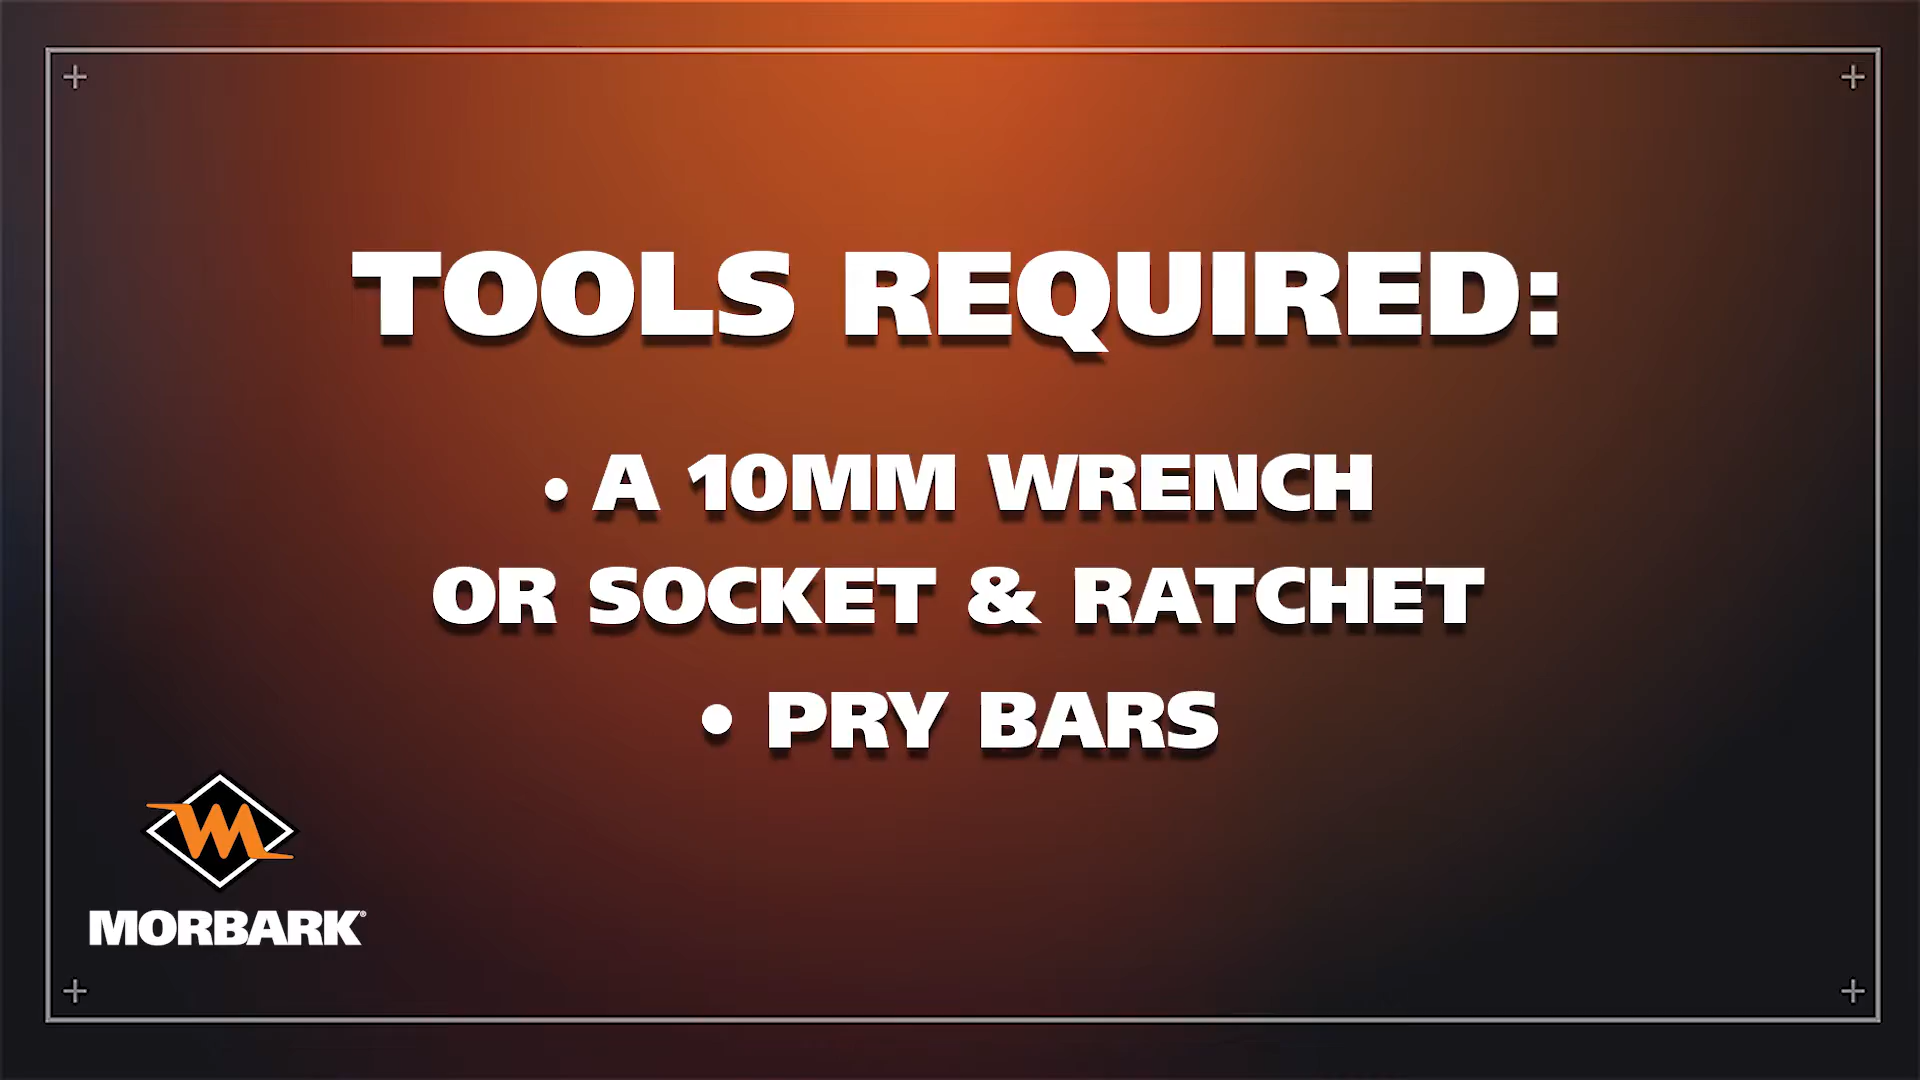 TOOLS REQUIRED:
• A 10MM WRENCH
OR SOCKET & RATCHET
• PRY BARS
MORBARK®